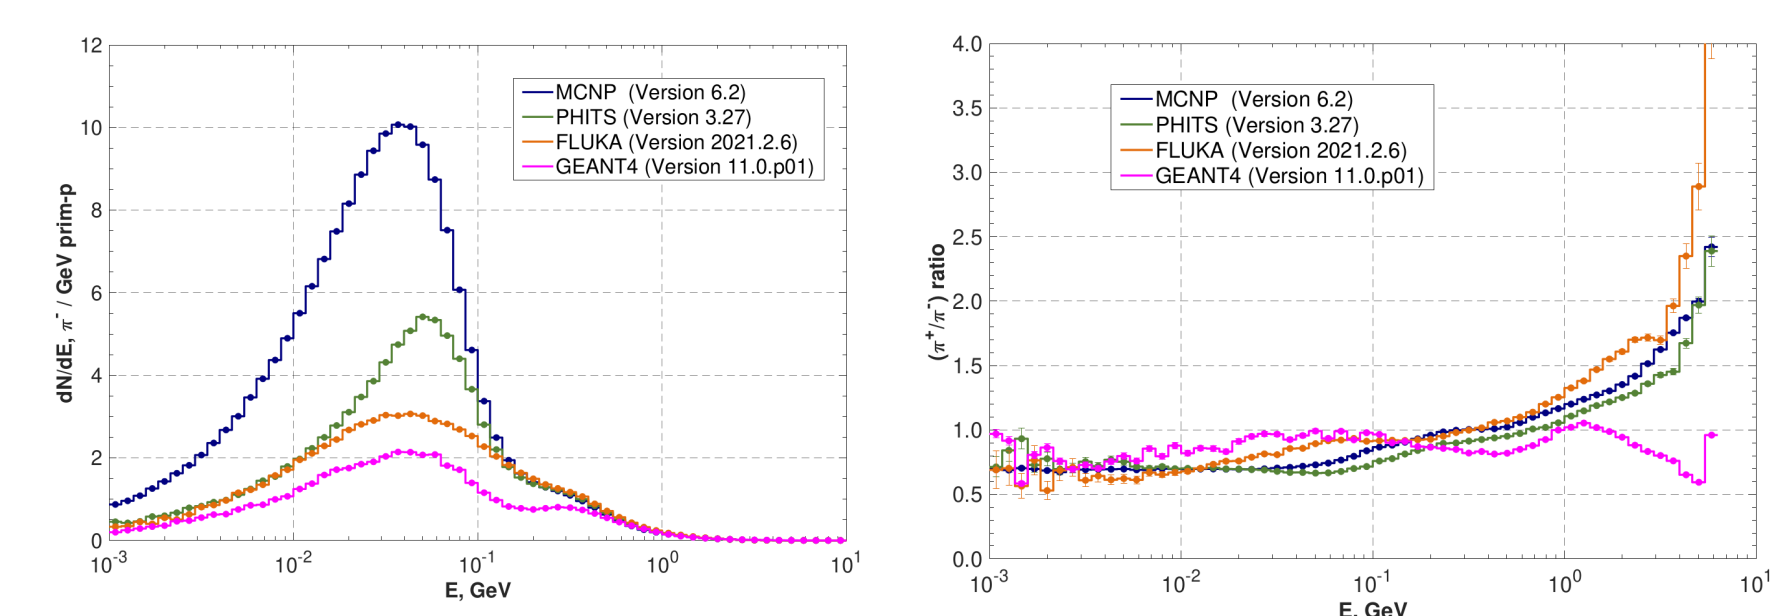 12
10
8
6
4
2
0
dN/dE, π⁻ / GeV prim-p
MCNP (Version 6.2)
PHITS (Version 3.27)
FLUKA (Version 2021.2.6)
GEANT4 (Version 11.0.p01)
10⁻³ 10⁻² 10⁻¹ 10⁰ 10¹
E, GeV
4.0
3.5
3.0
2.5
2.0
1.5
1.0
0.5
0.0
(π⁺/π⁻) ratio
MCNP (Version 6.2)
PHITS (Version 3.27)
FLUKA (Version 2021.2.6)
GEANT4 (Version 11.0.p01)
10⁻³ 10⁻² 10⁻¹ 10⁰ 10¹
E, GeV